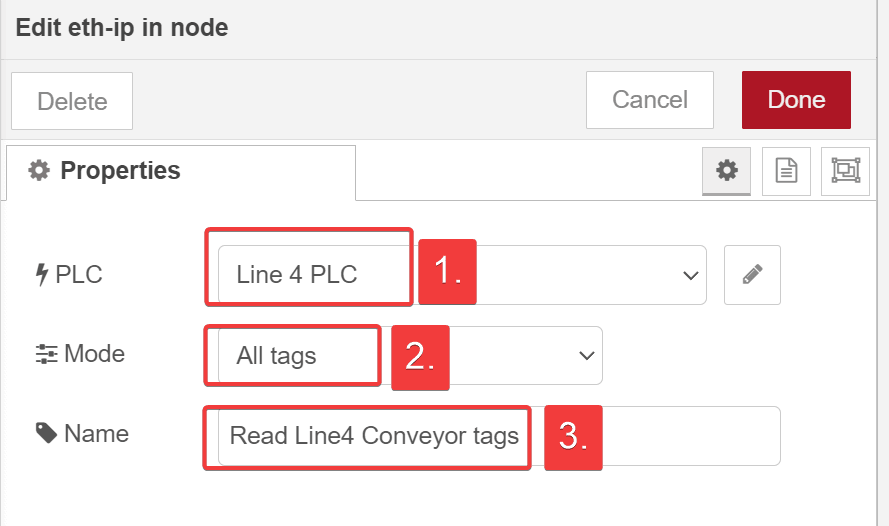 Edit eth-ip in node
Delete
Cancel
Done
Properties
PLC
Line 4 PLC
1.
Mode
All tags
2.
Name
Read Line4 Conveyor tags
3.